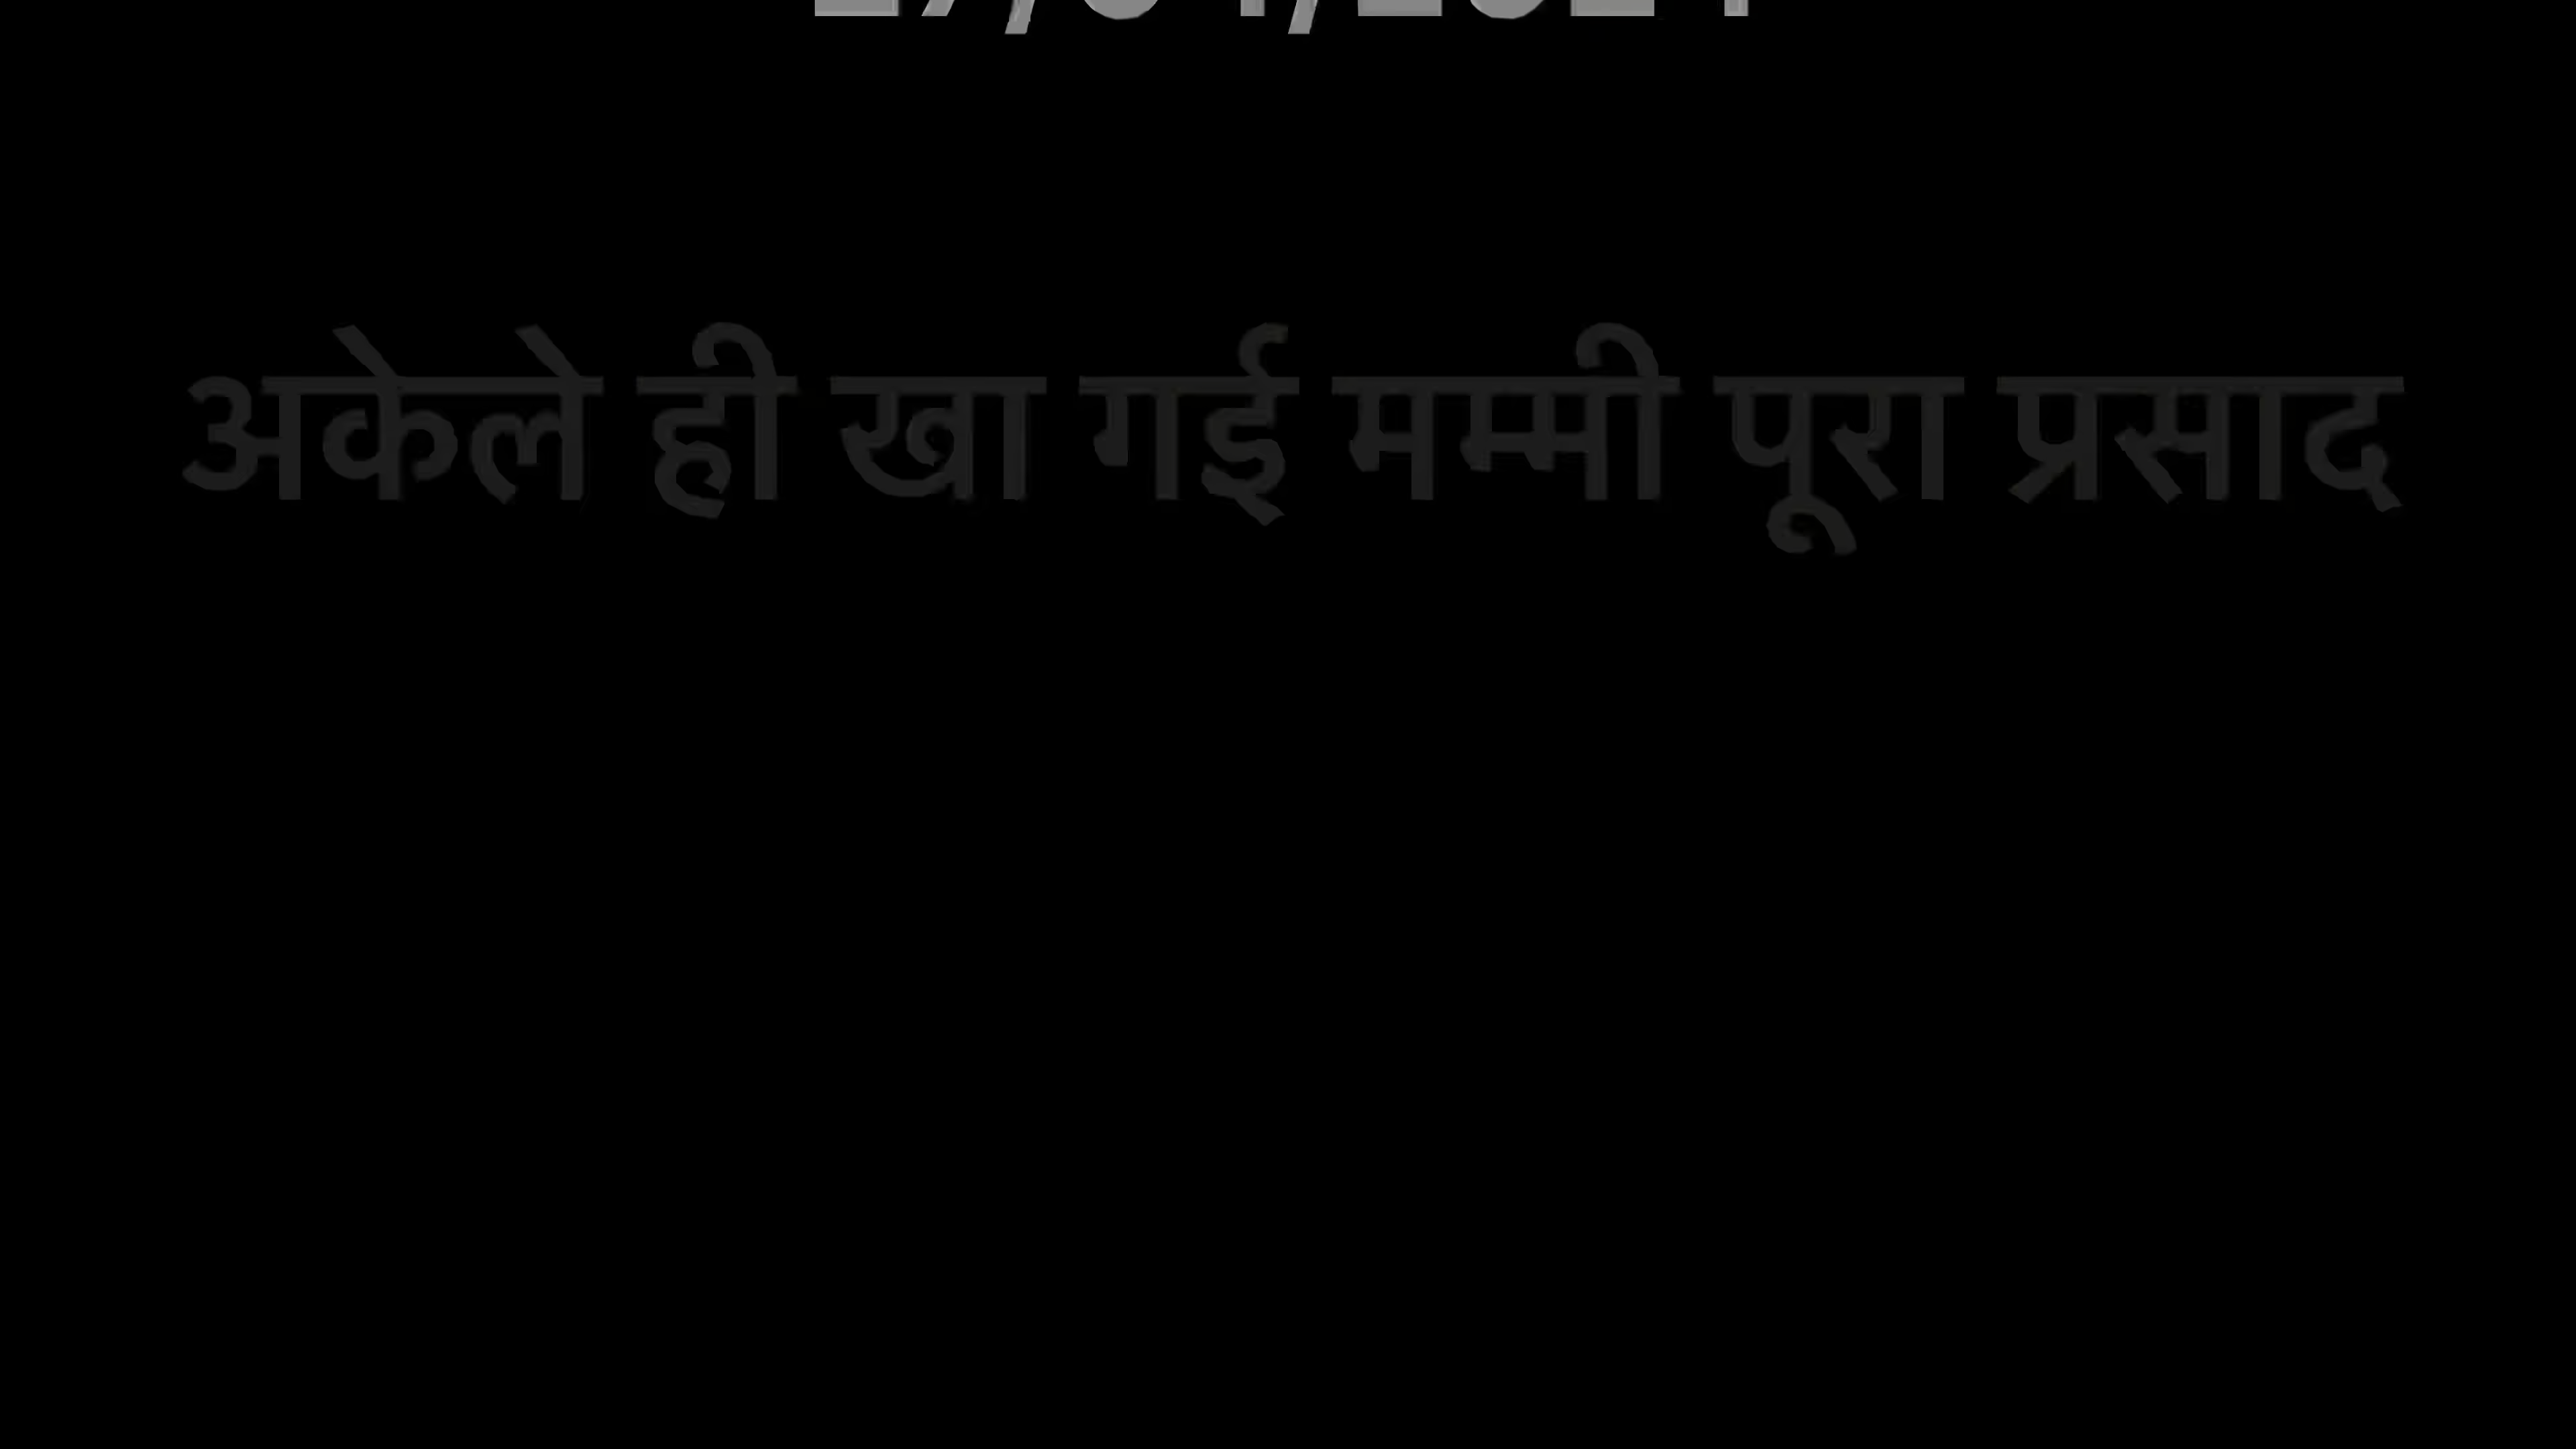 अकेले ही खा गई मम्मी पूरा प्रसाद